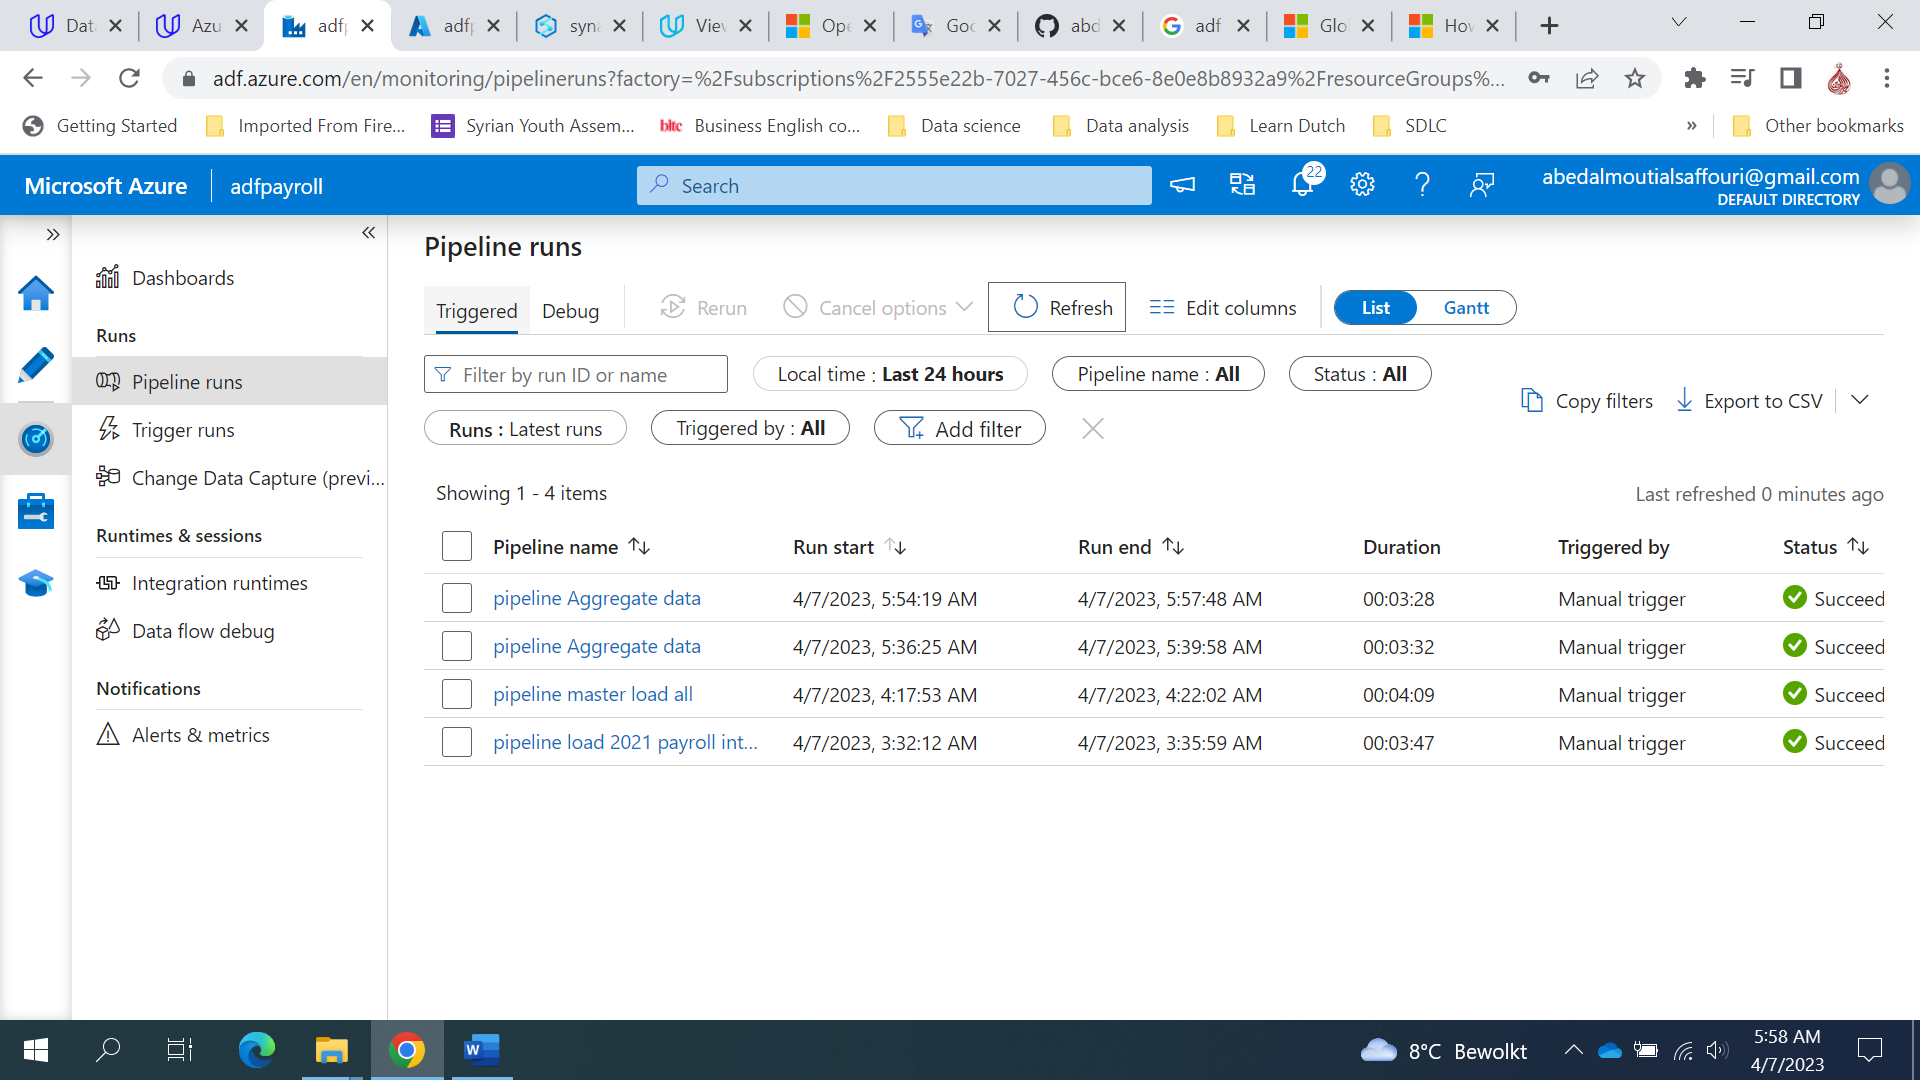 Data
Azu
adfp
adfp
syna
View
Ope
Goo
abd
adf
Glo
How
adf.azure.com/en/monitoring/pipelineruns?factory=%2Fsubscriptions%2F2555e22b-7027-456c-bce6-8e0e8b8932a9%2FresourceGroups%...
Getting Started
Imported From Fire...
Syrian Youth Assem...
bitc Business English co...
Data science
Data analysis
Learn Dutch
SDLC
»
Other bookmarks
Microsoft Azure
adfpayroll
Search
22
abedalmoutialsaffouri@gmail.com
DEFAULT DIRECTORY
Dashboards
Runs
Pipeline runs
Trigger runs
Change Data Capture (previ...
Runtimes & sessions
Integration runtimes
Data flow debug
Notifications
Alerts & metrics
Pipeline runs
Triggered
Debug
Rerun
Cancel options
Refresh
Edit columns
List
Gantt
Filter by run ID or name
Local time : Last 24 hours
Pipeline name : All
Status : All
Runs : Latest runs
Triggered by : All
Add filter
Copy filters
Export to CSV
Showing 1 - 4 items
Last refreshed 0 minutes ago
Pipeline name Run start Run end Duration Triggered by Status
pipeline Aggregate data 4/7/2023, 5:54:19 AM 4/7/2023, 5:57:48 AM 00:03:28 Manual trigger Succeed
pipeline Aggregate data 4/7/2023, 5:36:25 AM 4/7/2023, 5:39:58 AM 00:03:32 Manual trigger Succeed
pipeline master load all 4/7/2023, 4:17:53 AM 4/7/2023, 4:22:02 AM 00:04:09 Manual trigger Succeed
pipeline load 2021 payroll int... 4/7/2023, 3:32:12 AM 4/7/2023, 3:35:59 AM 00:03:47 Manual trigger Succeed
W
8°C Bewolkt
5:58 AM
4/7/2023